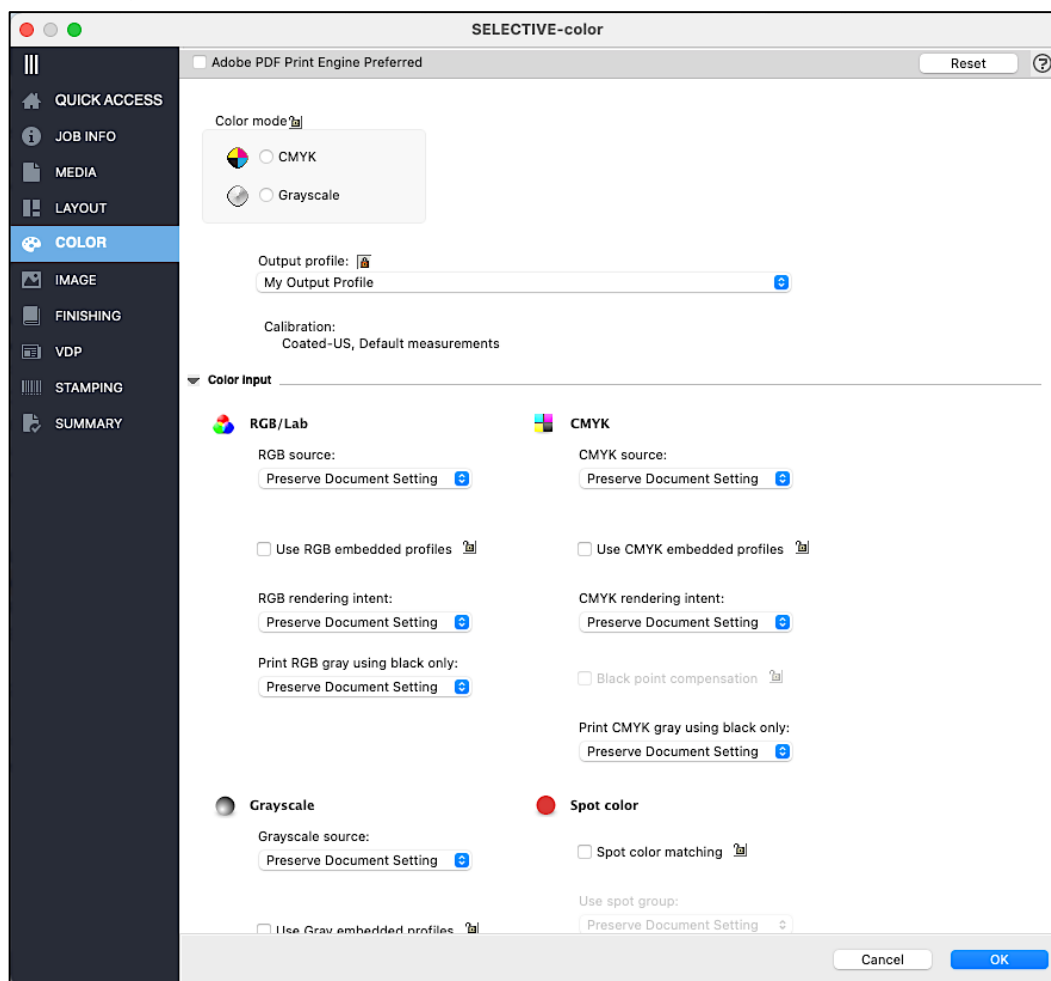 SELECTIVE-color
Adobe PDF Print Engine Preferred
Reset
?
QUICK ACCESS
JOB INFO
MEDIA
LAYOUT
COLOR
IMAGE
FINISHING
VDP
STAMPING
SUMMARY
Color mode
CMYK
Grayscale
Output profile:
My Output Profile
Calibration:
Coated-US, Default measurements
Color Input
RGB/Lab
RGB source:
Preserve Document Setting
Use RGB embedded profiles
RGB rendering intent:
Preserve Document Setting
Print RGB gray using black only:
Preserve Document Setting
CMYK
CMYK source:
Preserve Document Setting
Use CMYK embedded profiles
CMYK rendering intent:
Preserve Document Setting
Black point compensation
Print CMYK gray using black only:
Preserve Document Setting
Grayscale
Grayscale source:
Preserve Document Setting
Use Gray embedded profiles
Spot color
Spot color matching
Use spot group:
Preserve Document Setting
Cancel
OK